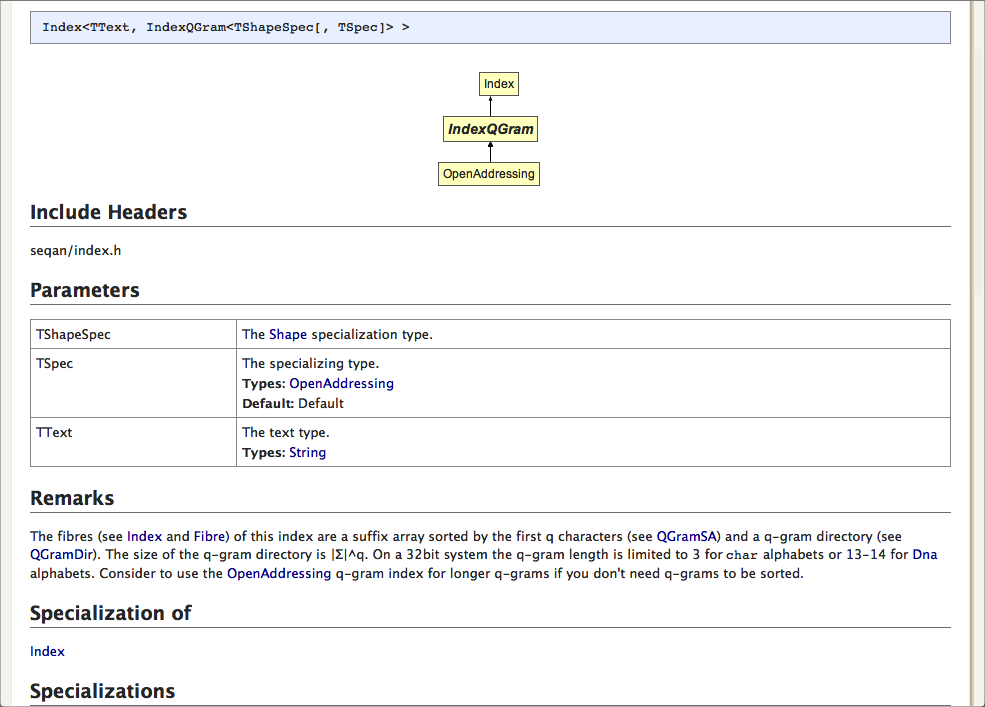 Index<TText, IndexQGram<TShapeSpec[, TSpec]> >
Index
IndexQGram
OpenAddressing
Include Headers
seqan/index.h
Parameters
TShapeSpec The Shape specialization type.
TSpec The specializing type.
Types: OpenAddressing
Default: Default
TText The text type.
Types: String
Remarks
The fibres (see Index and Fibre) of this index are a suffix array sorted by the first q characters (see QGramSA) and a q-gram directory (see
QGramDir). The size of the q-gram directory is |Σ|^q. On a 32bit system the q-gram length is limited to 3 for char alphabets or 13-14 for Dna
alphabets. Consider to use the OpenAddressing q-gram index for longer q-grams if you don't need q-grams to be sorted.
Specialization of
Index
Specializations